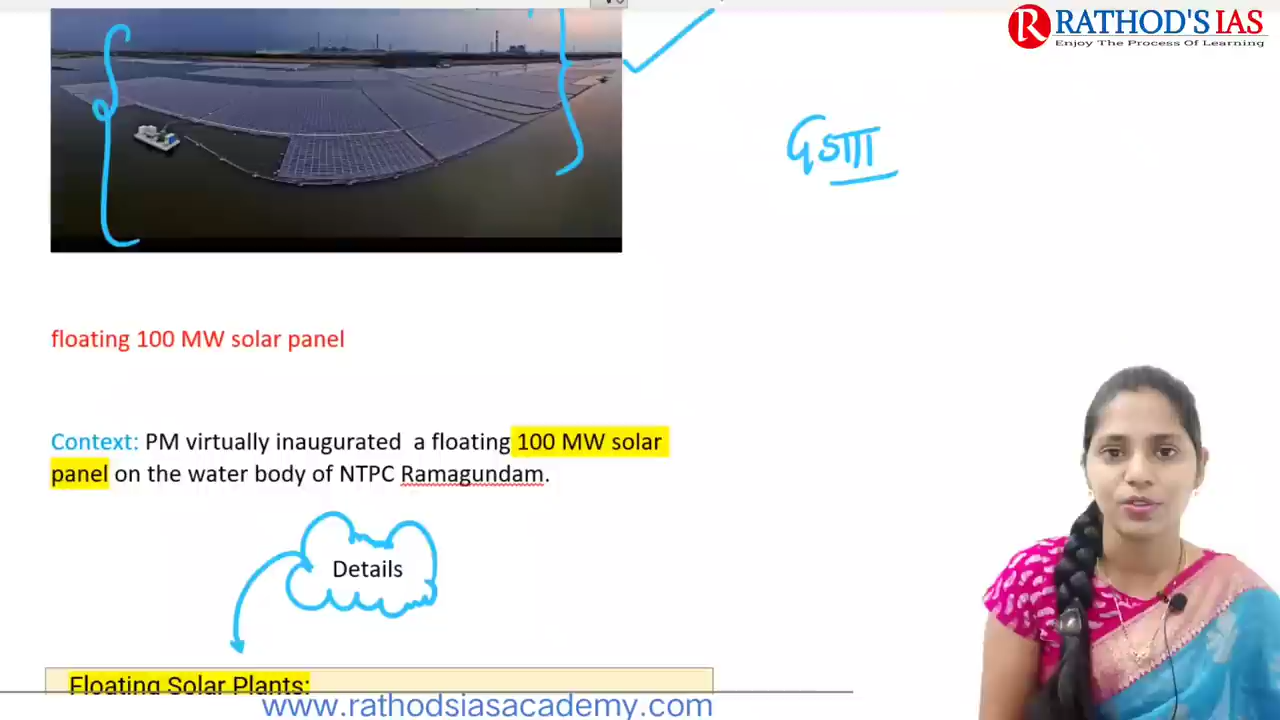 RATHOD'S IAS
Enjoy The Process Of Learning
floating 100 MW solar panel
Context: PM virtually inaugurated a floating 100 MW solar
panel on the water body of NTPC Ramagundam.
Details
Floating Solar Plants:
www.rathodsiasacademy.com